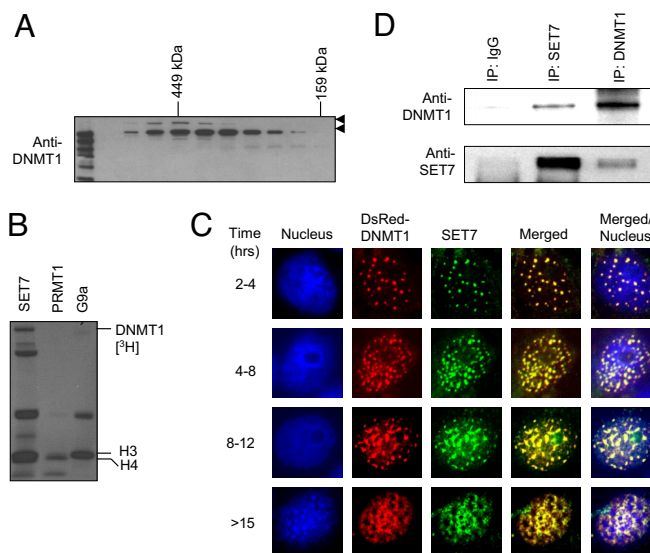 A
449 kDa
159 kDa
Anti-
DNMT1
D
IP: IgG
IP: SET7
IP: DNMT1
Anti-
DNMT1
Anti-
SET7
B
SET7
PRMT1
G9a
DNMT1
[³H]
H3
H4
C
Time
(hrs)
Nucleus
DsRed-
DNMT1
SET7
Merged
Merged/
Nucleus
2-4
4-8
8-12
>15